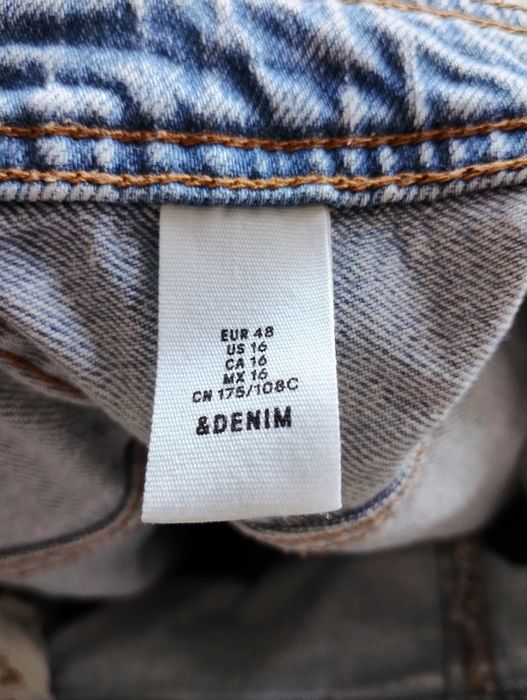 EUR 48
US 16
CA 16
MX 16
CN 175/108C
&DENIM